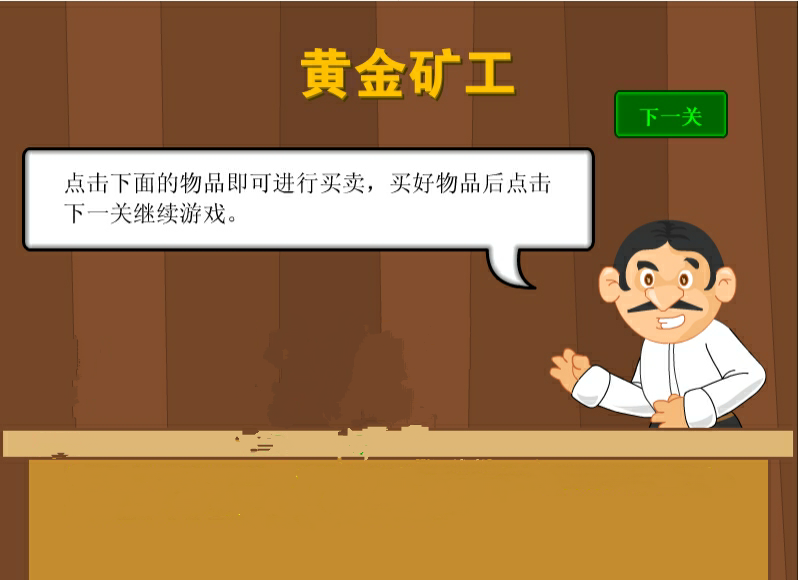 黄金矿工
下一关
点击下面的物品即可进行买卖，买好物品后点击
下一关继续游戏。